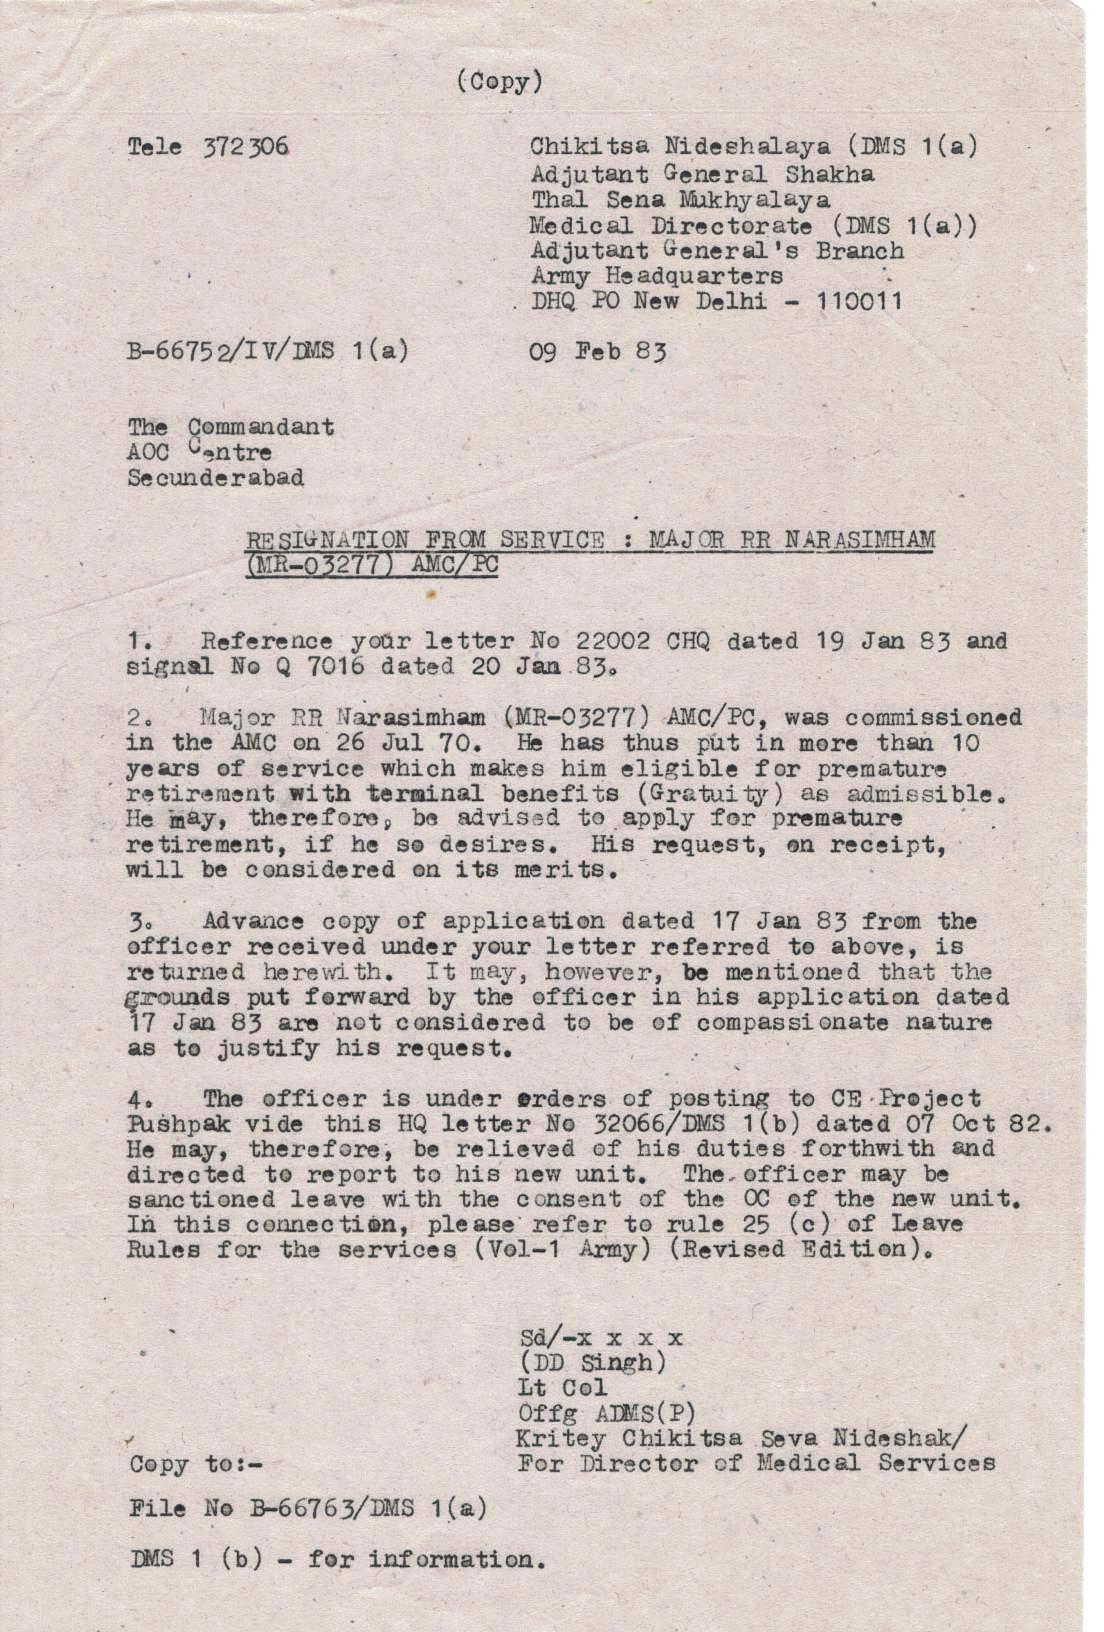 (Copy)
Tele 372306
Chikitsa Nideshalaya (DMS 1(a)
Adjutant General Shakha
Thal Sena Mukhyalaya
Medical Directorate (DMS 1(a))
Adjutant General's Branch
Army Headquarters
DHQ PO New Delhi - 110011
B-66752/IV/DMS 1(a)
09 Feb 83
The Commandant
AOC Centre
Secunderabad
RESIGNATION FROM SERVICE : MAJOR RR NARASIMHAM
(MR-03277) AMC/PC
1. Reference your letter No 22002 CHQ dated 19 Jan 83 and
signal No Q 7016 dated 20 Jan 83.
2. Major RR Narasimham (MR-03277) AMC/PC, was commissioned
in the AMC on 26 Jul 70. He has thus put in more than 10
years of service which makes him eligible for premature
retirement with terminal benefits (Gratuity) as admissible.
He may, therefore, be advised to apply for premature
retirement, if he so desires. His request, on receipt,
will be considered on its merits.
3. Advance copy of application dated 17 Jan 83 from the
officer received under your letter referred to above, is
returned herewith. It may, however, be mentioned that the
grounds put forward by the officer in his application dated
17 Jan 83 are not considered to be of compassionate nature
as to justify his request.
4. The officer is under orders of posting to CE Project
Pushpak vide this HQ letter No 32066/DMS 1(b) dated 07 Oct 82.
He may, therefore, be relieved of his duties forthwith and
directed to report to his new unit. The officer may be
sanctioned leave with the consent of the OC of the new unit.
In this connection, please refer to rule 25 (c) of Leave
Rules for the services (Vol-1 Army) (Revised Edition).
Sd/-x x x x
(DD Singh)
Lt Col
Offg ADMS(P)
Kritey Chikitsa Seva Nideshak/
For Director of Medical Services
Copy to:-
File No B-66763/DMS 1(a)
DMS 1 (b) - for information.